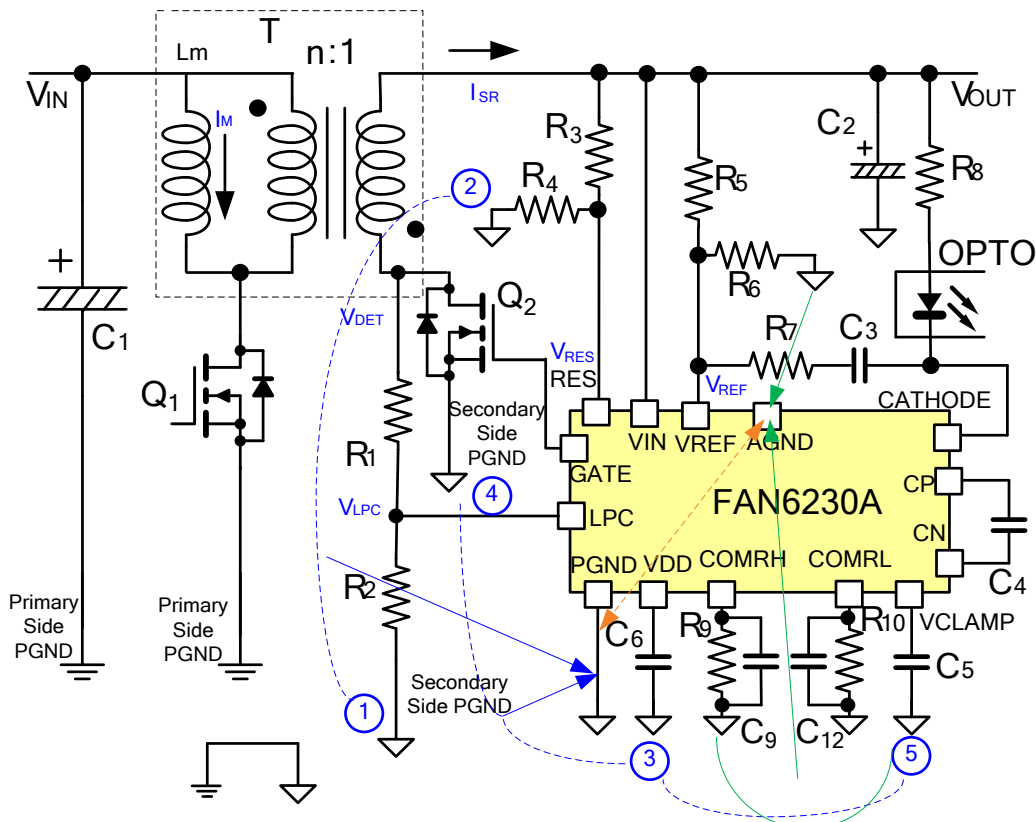 T
n:1
Lm
VIN
IM
ISR
VOUT
C2
+
R3
R4
R5
R8
2
R6
OPTO
+
C1
VDET
Q2
R7
C3
VRES
RES
VREF
CATHODE
Q1
Secondary
Side
PGND
VIN
VREF
AGND
R1
GATE
CP
4
FAN6230A
VLPC
LPC
CN
PGND
VDD
COMRH
COMRL
R2
C4
Primary
Side
PGND
Primary
Side
PGND
C6
R9
R10
VCLAMP
C5
Secondary
Side PGND
1
C9
C12
3
5